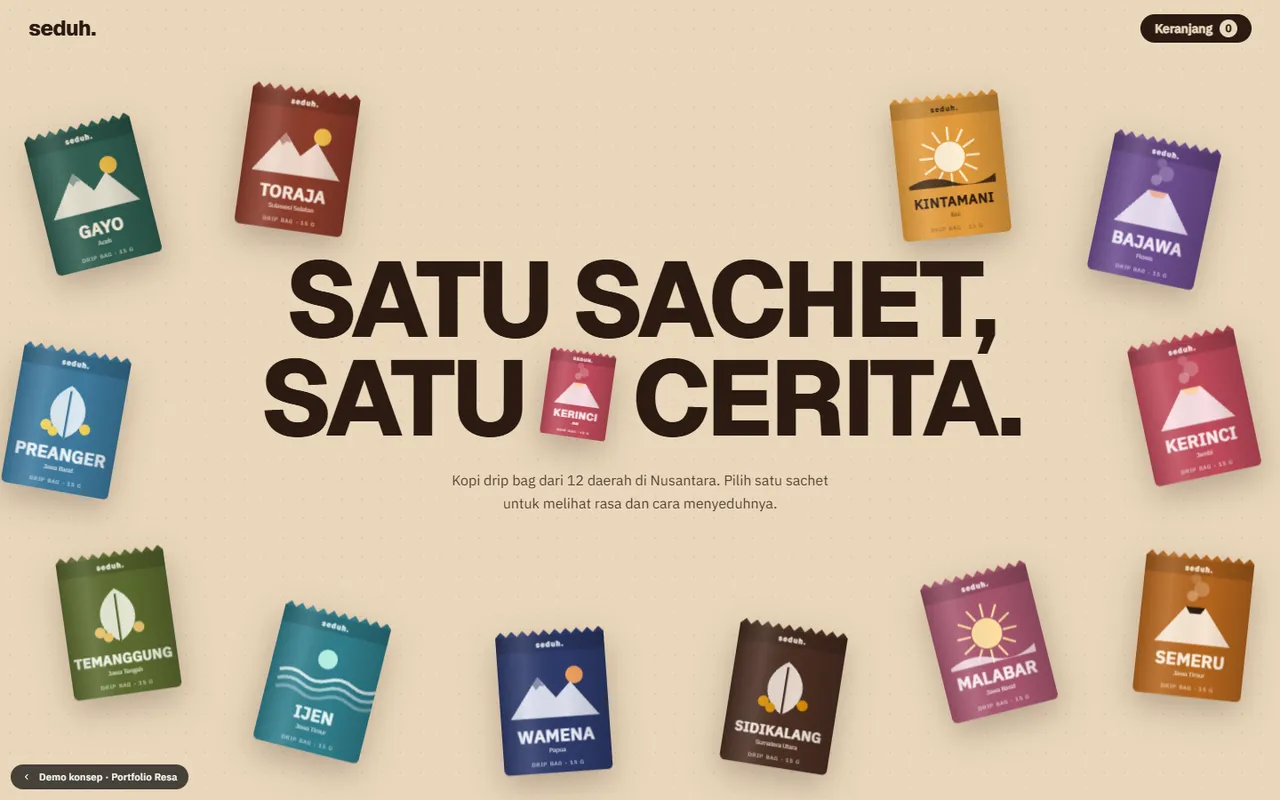 seduh.
Keranjang 0
seduh.
GAYO
Aceh
DRIP BAG · 15 G
seduh.
TORAJA
Sulawesi Selatan
DRIP BAG · 15 G
seduh.
KINTAMANI
Bali
DRIP BAG · 15 G
seduh.
BAJAWA
Flores
DRIP BAG · 15 G
SATU SACHET,
SATU
seduh.
KERINCI
CERITA.
seduh.
PREANGER
Jawa Barat
DRIP BAG · 15 G
seduh.
KERINCI
Jambi
DRIP BAG · 15 G
Kopi drip bag dari 12 daerah di Nusantara. Pilih satu sachet
untuk melihat rasa dan cara menyeduhnya.
seduh.
TEMANGGUNG
Jawa Tengah
DRIP BAG · 15 G
seduh.
IJEN
Jawa Timur
DRIP BAG · 15 G
seduh.
WAMENA
Papua
DRIP BAG · 15 G
seduh.
SIDIKALANG
Sumatera Utara
DRIP BAG · 15 G
seduh.
MALABAR
Jawa Barat
DRIP BAG · 15 G
seduh.
SEMERU
Jawa Timur
DRIP BAG · 15 G
Demo konsep · Portfolio Resa